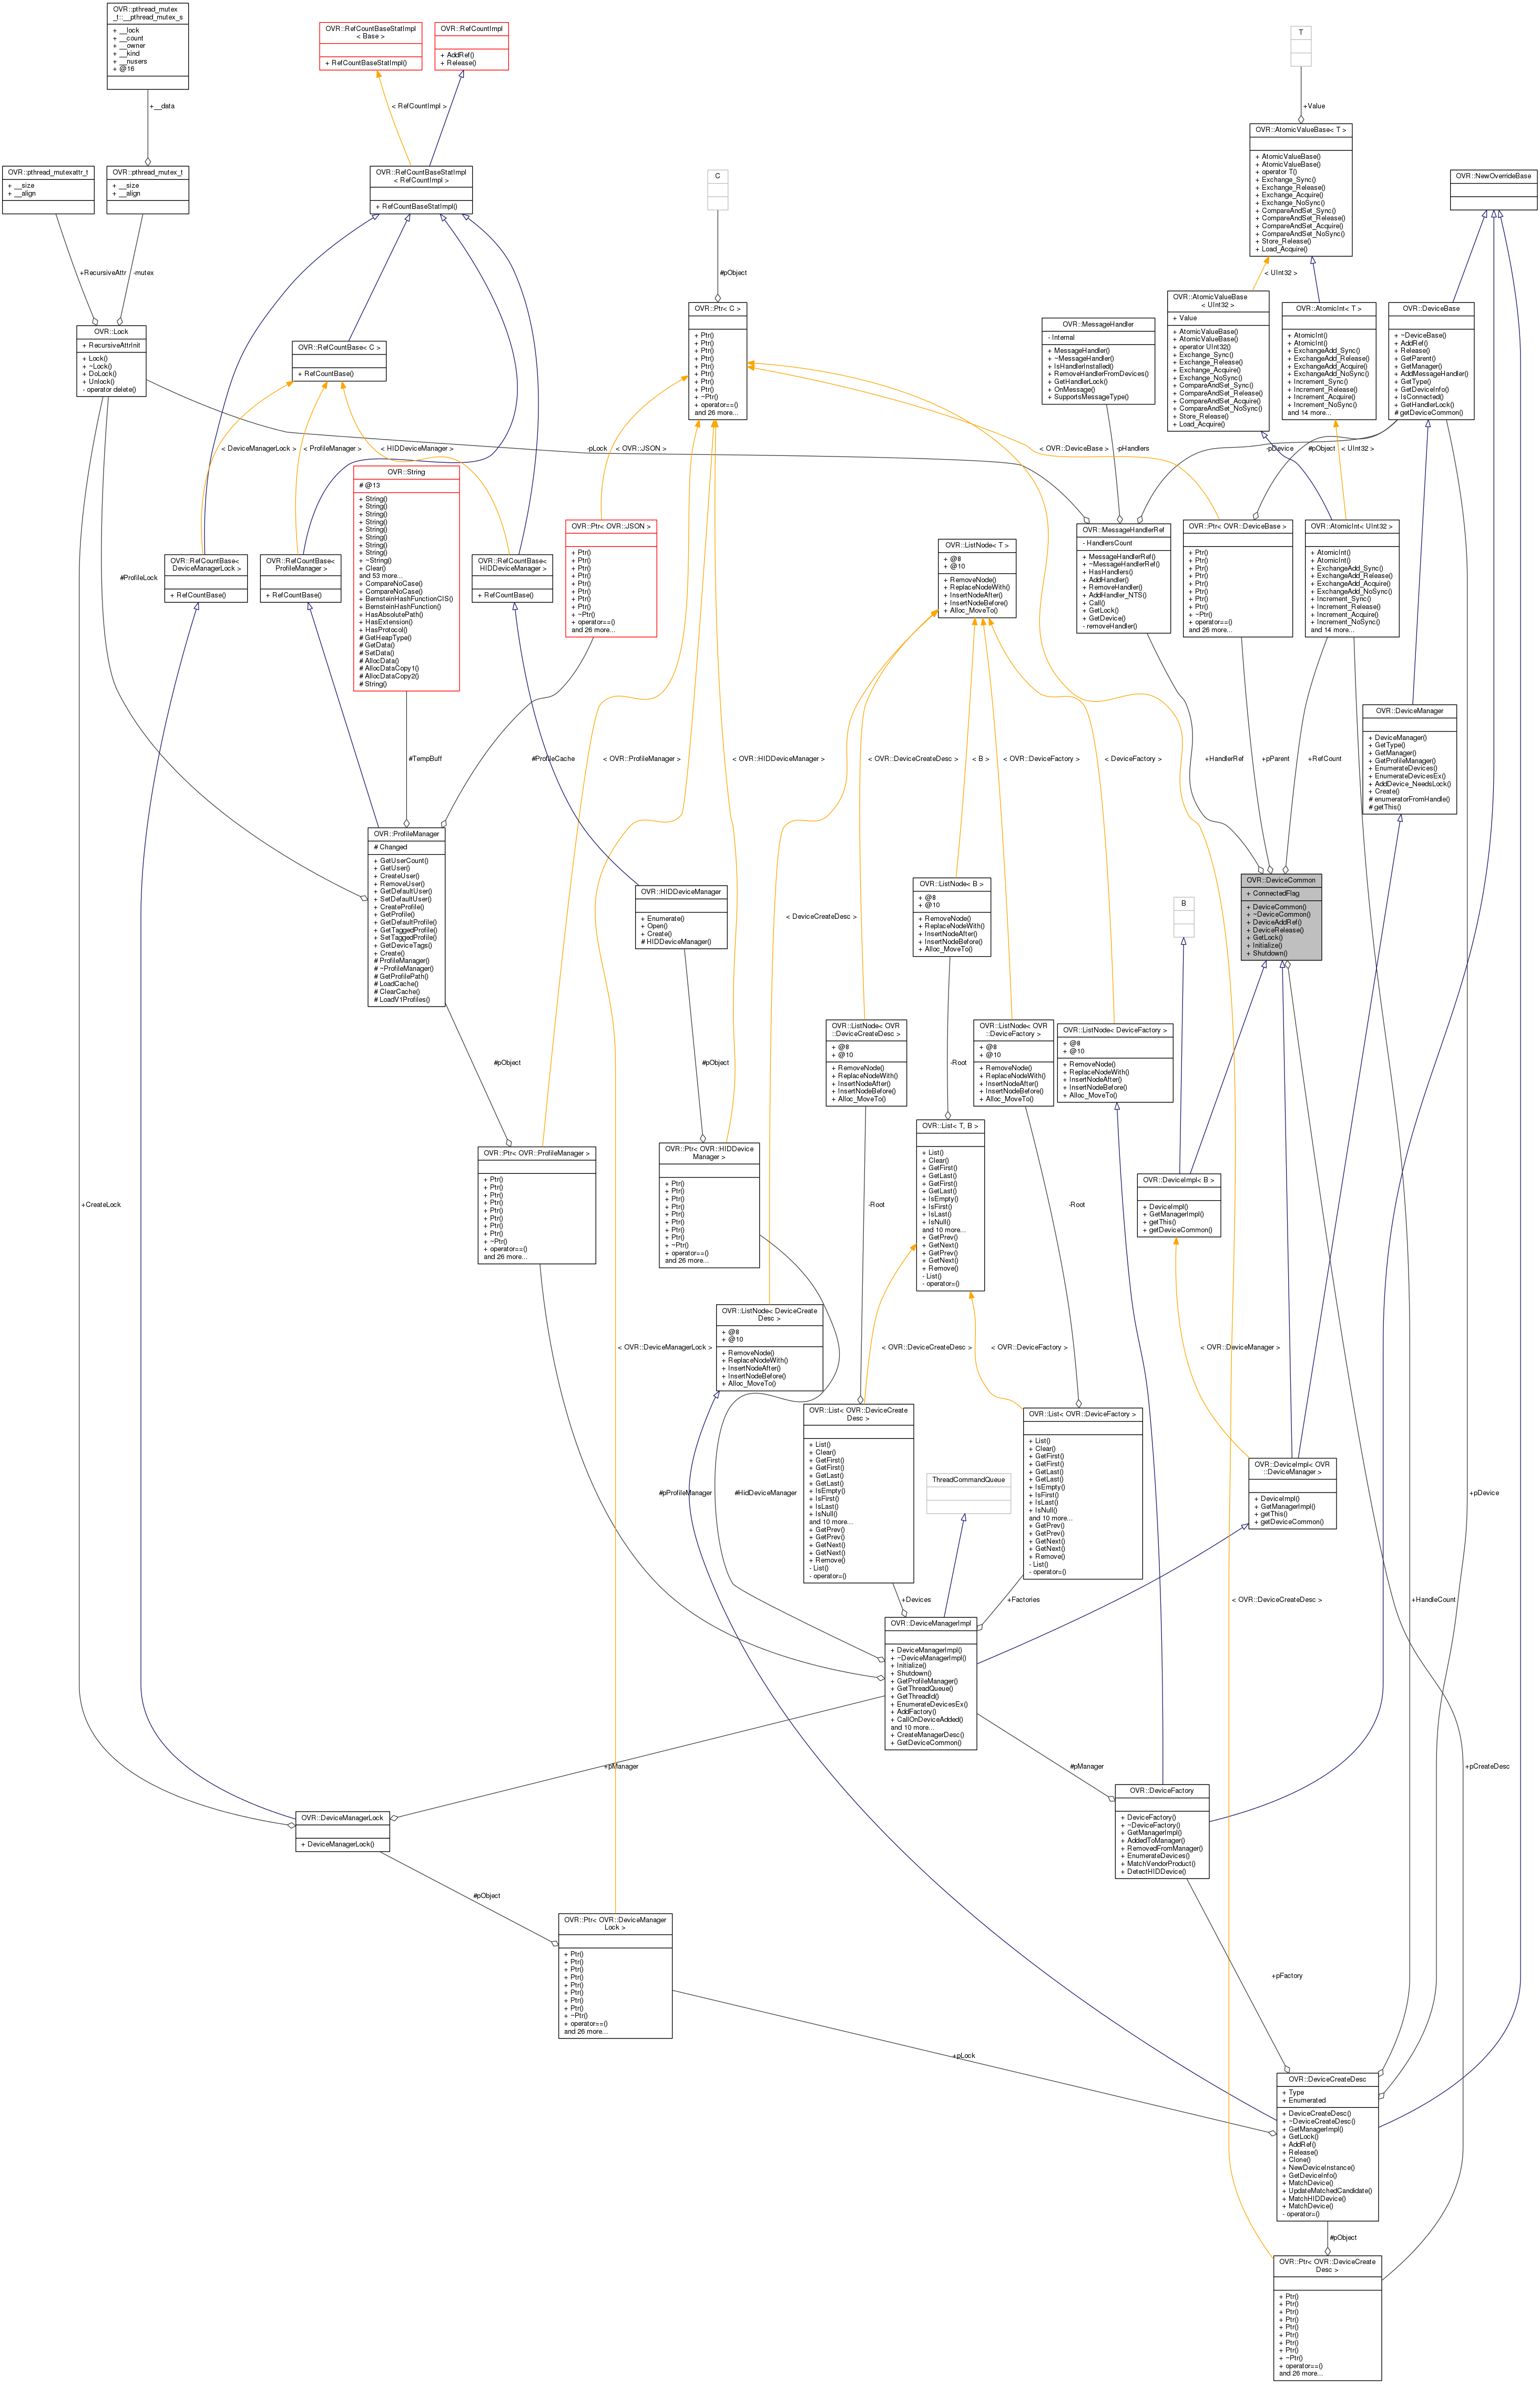 OVR::pthread_mutex
_t::__pthread_mutex_s
+ __lock
+ __count
+ __owner
+ __kind
+ __nusers
+ @16
OVR::RefCountBaseStatImpl
< Base >
+ RefCountBaseStatImpl()
OVR::RefCountImpl
+ AddRef()
+ Release()
T
+__data
< RefCountImpl >
+Value
OVR::pthread_mutexattr_t
+ __size
+ __align
OVR::pthread_mutex_t
+ __size
+ __align
OVR::RefCountBaseStatImpl
< RefCountImpl >
+ RefCountBaseStatImpl()
C
OVR::AtomicValueBase< T >
+ AtomicValueBase()
+ AtomicValueBase()
+ operator T()
+ Exchange_Sync()
+ Exchange_Release()
+ Exchange_Acquire()
+ Exchange_NoSync()
+ CompareAndSet_Sync()
+ CompareAndSet_Release()
+ CompareAndSet_Acquire()
+ CompareAndSet_NoSync()
+ Store_Release()
+ Load_Acquire()
OVR::NewOverrideBase
+RecursiveAttr
-mutex
#pObject
< UInt32 >
OVR::Lock
+ RecursiveAttrInit
+ Lock()
+ ~Lock()
+ DoLock()
+ Unlock()
- operator delete()
OVR::RefCountBase< C >
+ RefCountBase()
OVR::Ptr< C >
+ Ptr()
+ Ptr()
+ Ptr()
+ Ptr()
+ Ptr()
+ Ptr()
+ Ptr()
+ Ptr()
+ ~Ptr()
+ operator==()
and 26 more...
OVR::MessageHandler
- Internal
+ MessageHandler()
+ ~MessageHandler()
+ IsHandlerInstalled()
+ RemoveHandlerFromDevices()
+ GetHandlerLock()
+ OnMessage()
+ SupportsMessageType()
OVR::AtomicValueBase
< UInt32 >
+ Value
+ AtomicValueBase()
+ AtomicValueBase()
+ operator UInt32()
+ Exchange_Sync()
+ Exchange_Release()
+ Exchange_Acquire()
+ Exchange_NoSync()
+ CompareAndSet_Sync()
+ CompareAndSet_Release()
+ CompareAndSet_Acquire()
+ CompareAndSet_NoSync()
+ Store_Release()
+ Load_Acquire()
OVR::AtomicInt< T >
+ AtomicInt()
+ AtomicInt()
+ ExchangeAdd_Sync()
+ ExchangeAdd_Release()
+ ExchangeAdd_Acquire()
+ ExchangeAdd_NoSync()
+ Increment_Sync()
+ Increment_Release()
+ Increment_Acquire()
+ Increment_NoSync()
and 14 more...
OVR::DeviceBase
+ ~DeviceBase()
+ AddRef()
+ Release()
+ GetParent()
+ GetManager()
+ AddMessageHandler()
+ GetType()
+ GetDeviceInfo()
+ IsConnected()
+ GetHandlerLock()
# getDeviceCommon()
< DeviceManagerLock >
< ProfileManager >
< HIDDeviceManager >
-pLock
< OVR::JSON >
< OVR::DeviceBase >
-pHandlers
-pDevice
#pObject
< UInt32 >
#ProfileLock
OVR::RefCountBase<
DeviceManagerLock >
+ RefCountBase()
OVR::RefCountBase<
ProfileManager >
+ RefCountBase()
OVR::String
# @13
+ String()
+ String()
+ String()
+ String()
+ String()
+ String()
+ String()
+ String()
+ ~String()
+ Clear()
and 53 more...
+ CompareNoCase()
+ CompareNoCase()
+ BernsteinHashFunctionCIS()
+ BernsteinHashFunction()
+ HasAbsolutePath()
+ HasExtension()
+ HasProtocol()
# GetHeapType()
# GetData()
# SetData()
# AllocData()
# AllocDataCopy1()
# AllocDataCopy2()
# String()
OVR::RefCountBase<
HIDDeviceManager >
+ RefCountBase()
OVR::Ptr< OVR::JSON >
+ Ptr()
+ Ptr()
+ Ptr()
+ Ptr()
+ Ptr()
+ Ptr()
+ Ptr()
+ Ptr()
+ ~Ptr()
+ operator==()
and 26 more...
OVR::ListNode< T >
+ @8
+ @10
+ RemoveNode()
+ ReplaceNodeWith()
+ InsertNodeAfter()
+ InsertNodeBefore()
+ Alloc_MoveTo()
OVR::MessageHandlerRef
- HandlersCount
+ MessageHandlerRef()
+ ~MessageHandlerRef()
+ HasHandlers()
+ AddHandler()
+ RemoveHandler()
+ AddHandler_NTS()
+ Call()
+ GetLock()
+ GetDevice()
- removeHandler()
OVR::Ptr< OVR::DeviceBase >
+ Ptr()
+ Ptr()
+ Ptr()
+ Ptr()
+ Ptr()
+ Ptr()
+ Ptr()
+ Ptr()
+ ~Ptr()
+ operator==()
and 26 more...
OVR::AtomicInt< UInt32 >
+ AtomicInt()
+ AtomicInt()
+ ExchangeAdd_Sync()
+ ExchangeAdd_Release()
+ ExchangeAdd_Acquire()
+ ExchangeAdd_NoSync()
+ Increment_Sync()
+ Increment_Release()
+ Increment_Acquire()
+ Increment_NoSync()
and 14 more...
OVR::DeviceManager
+ DeviceManager()
+ GetType()
+ GetManager()
+ GetProfileManager()
+ EnumerateDevices()
+ EnumerateDevicesEx()
+ AddDevice_NeedsLock()
+ Create()
# enumeratorFromHandle()
# getThis()
#TempBuff
#ProfileCache
< OVR::ProfileManager >
< OVR::HIDDeviceManager >
< OVR::DeviceCreateDesc >
< B >
< OVR::DeviceFactory >
< DeviceFactory >
+HandlerRef
+pParent
+RefCount
OVR::ProfileManager
# Changed
+ GetUserCount()
+ GetUser()
+ CreateUser()
+ RemoveUser()
+ GetDefaultUser()
+ SetDefaultUser()
+ CreateProfile()
+ GetProfile()
+ GetDefaultProfile()
+ GetTaggedProfile()
+ SetTaggedProfile()
+ GetDeviceTags()
+ Create()
# ProfileManager()
# ~ProfileManager()
# GetProfilePath()
# LoadCache()
# ClearCache()
# LoadV1Profiles()
OVR::HIDDeviceManager
+ Enumerate()
+ Open()
+ Create()
# HIDDeviceManager()
< DeviceCreateDesc >
OVR::ListNode< B >
+ @8
+ @10
+ RemoveNode()
+ ReplaceNodeWith()
+ InsertNodeAfter()
+ InsertNodeBefore()
+ Alloc_MoveTo()
B
OVR::DeviceCommon
+ ConnectedFlag
+ DeviceCommon()
+ ~DeviceCommon()
+ DeviceAddRef()
+ DeviceRelease()
+ GetLock()
+ Initialize()
+ Shutdown()
#pObject
#pObject
OVR::ListNode< OVR
::DeviceCreateDesc >
+ @8
+ @10
+ RemoveNode()
+ ReplaceNodeWith()
+ InsertNodeAfter()
+ InsertNodeBefore()
+ Alloc_MoveTo()
-Root
OVR::ListNode< OVR
::DeviceFactory >
+ @8
+ @10
+ RemoveNode()
+ ReplaceNodeWith()
+ InsertNodeAfter()
+ InsertNodeBefore()
+ Alloc_MoveTo()
OVR::ListNode< DeviceFactory >
+ @8
+ @10
+ RemoveNode()
+ ReplaceNodeWith()
+ InsertNodeAfter()
+ InsertNodeBefore()
+ Alloc_MoveTo()
+CreateLock
OVR::Ptr< OVR::ProfileManager >
+ Ptr()
+ Ptr()
+ Ptr()
+ Ptr()
+ Ptr()
+ Ptr()
+ Ptr()
+ Ptr()
+ ~Ptr()
+ operator==()
and 26 more...
OVR::Ptr< OVR::HIDDevice
Manager >
+ Ptr()
+ Ptr()
+ Ptr()
+ Ptr()
+ Ptr()
+ Ptr()
+ Ptr()
+ Ptr()
+ ~Ptr()
+ operator==()
and 26 more...
-Root
OVR::List< T, B >
+ List()
+ Clear()
+ GetFirst()
+ GetLast()
+ GetFirst()
+ GetLast()
+ IsEmpty()
+ IsFirst()
+ IsLast()
+ IsNull()
and 10 more...
+ GetPrev()
+ GetNext()
+ GetPrev()
+ GetNext()
+ Remove()
- List()
- operator=()
-Root
OVR::DeviceImpl< B >
+ DeviceImpl()
+ GetManagerImpl()
+ getThis()
+ getDeviceCommon()
+pDevice
< OVR::DeviceManagerLock >
OVR::ListNode< DeviceCreate
Desc >
+ @8
+ @10
+ RemoveNode()
+ ReplaceNodeWith()
+ InsertNodeAfter()
+ InsertNodeBefore()
+ Alloc_MoveTo()
< OVR::DeviceCreateDesc >
< OVR::DeviceFactory >
< OVR::DeviceManager >
#pProfileManager
#HidDeviceManager
OVR::List< OVR::DeviceCreate
Desc >
+ List()
+ Clear()
+ GetFirst()
+ GetFirst()
+ GetLast()
+ GetLast()
+ IsEmpty()
+ IsFirst()
+ IsLast()
+ IsNull()
and 10 more...
+ GetPrev()
+ GetPrev()
+ GetNext()
+ GetNext()
+ Remove()
- List()
- operator=()
ThreadCommandQueue
OVR::List< OVR::DeviceFactory >
+ List()
+ Clear()
+ GetFirst()
+ GetFirst()
+ GetLast()
+ GetLast()
+ IsEmpty()
+ IsFirst()
+ IsLast()
+ IsNull()
and 10 more...
+ GetPrev()
+ GetPrev()
+ GetNext()
+ GetNext()
+ Remove()
- List()
- operator=()
OVR::DeviceImpl< OVR
::DeviceManager >
+ DeviceImpl()
+ GetManagerImpl()
+ getThis()
+ getDeviceCommon()
+Devices
+Factories
< OVR::DeviceCreateDesc >
+HandleCount
OVR::DeviceManagerImpl
+ DeviceManagerImpl()
+ ~DeviceManagerImpl()
+ Initialize()
+ Shutdown()
+ GetProfileManager()
+ GetThreadQueue()
+ GetThreadId()
+ EnumerateDevicesEx()
+ AddFactory()
+ CallOnDeviceAdded()
and 10 more...
+ CreateManagerDesc()
+ GetDeviceCommon()
+pManager
#pManager
+pCreateDesc
OVR::DeviceManagerLock
+ DeviceManagerLock()
OVR::DeviceFactory
+ DeviceFactory()
+ ~DeviceFactory()
+ GetManagerImpl()
+ AddedToManager()
+ RemovedFromManager()
+ EnumerateDevices()
+ MatchVendorProduct()
+ DetectHIDDevice()
#pObject
OVR::Ptr< OVR::DeviceManager
Lock >
+ Ptr()
+ Ptr()
+ Ptr()
+ Ptr()
+ Ptr()
+ Ptr()
+ Ptr()
+ Ptr()
+ ~Ptr()
+ operator==()
and 26 more...
+pFactory
+pLock
OVR::DeviceCreateDesc
+ Type
+ Enumerated
+ DeviceCreateDesc()
+ ~DeviceCreateDesc()
+ GetManagerImpl()
+ GetLock()
+ AddRef()
+ Release()
+ Clone()
+ NewDeviceInstance()
+ GetDeviceInfo()
+ MatchDevice()
+ UpdateMatchedCandidate()
+ MatchHIDDevice()
+ MatchDevice()
- operator=()
#pObject
OVR::Ptr< OVR::DeviceCreate
Desc >
+ Ptr()
+ Ptr()
+ Ptr()
+ Ptr()
+ Ptr()
+ Ptr()
+ Ptr()
+ Ptr()
+ ~Ptr()
+ operator==()
and 26 more...